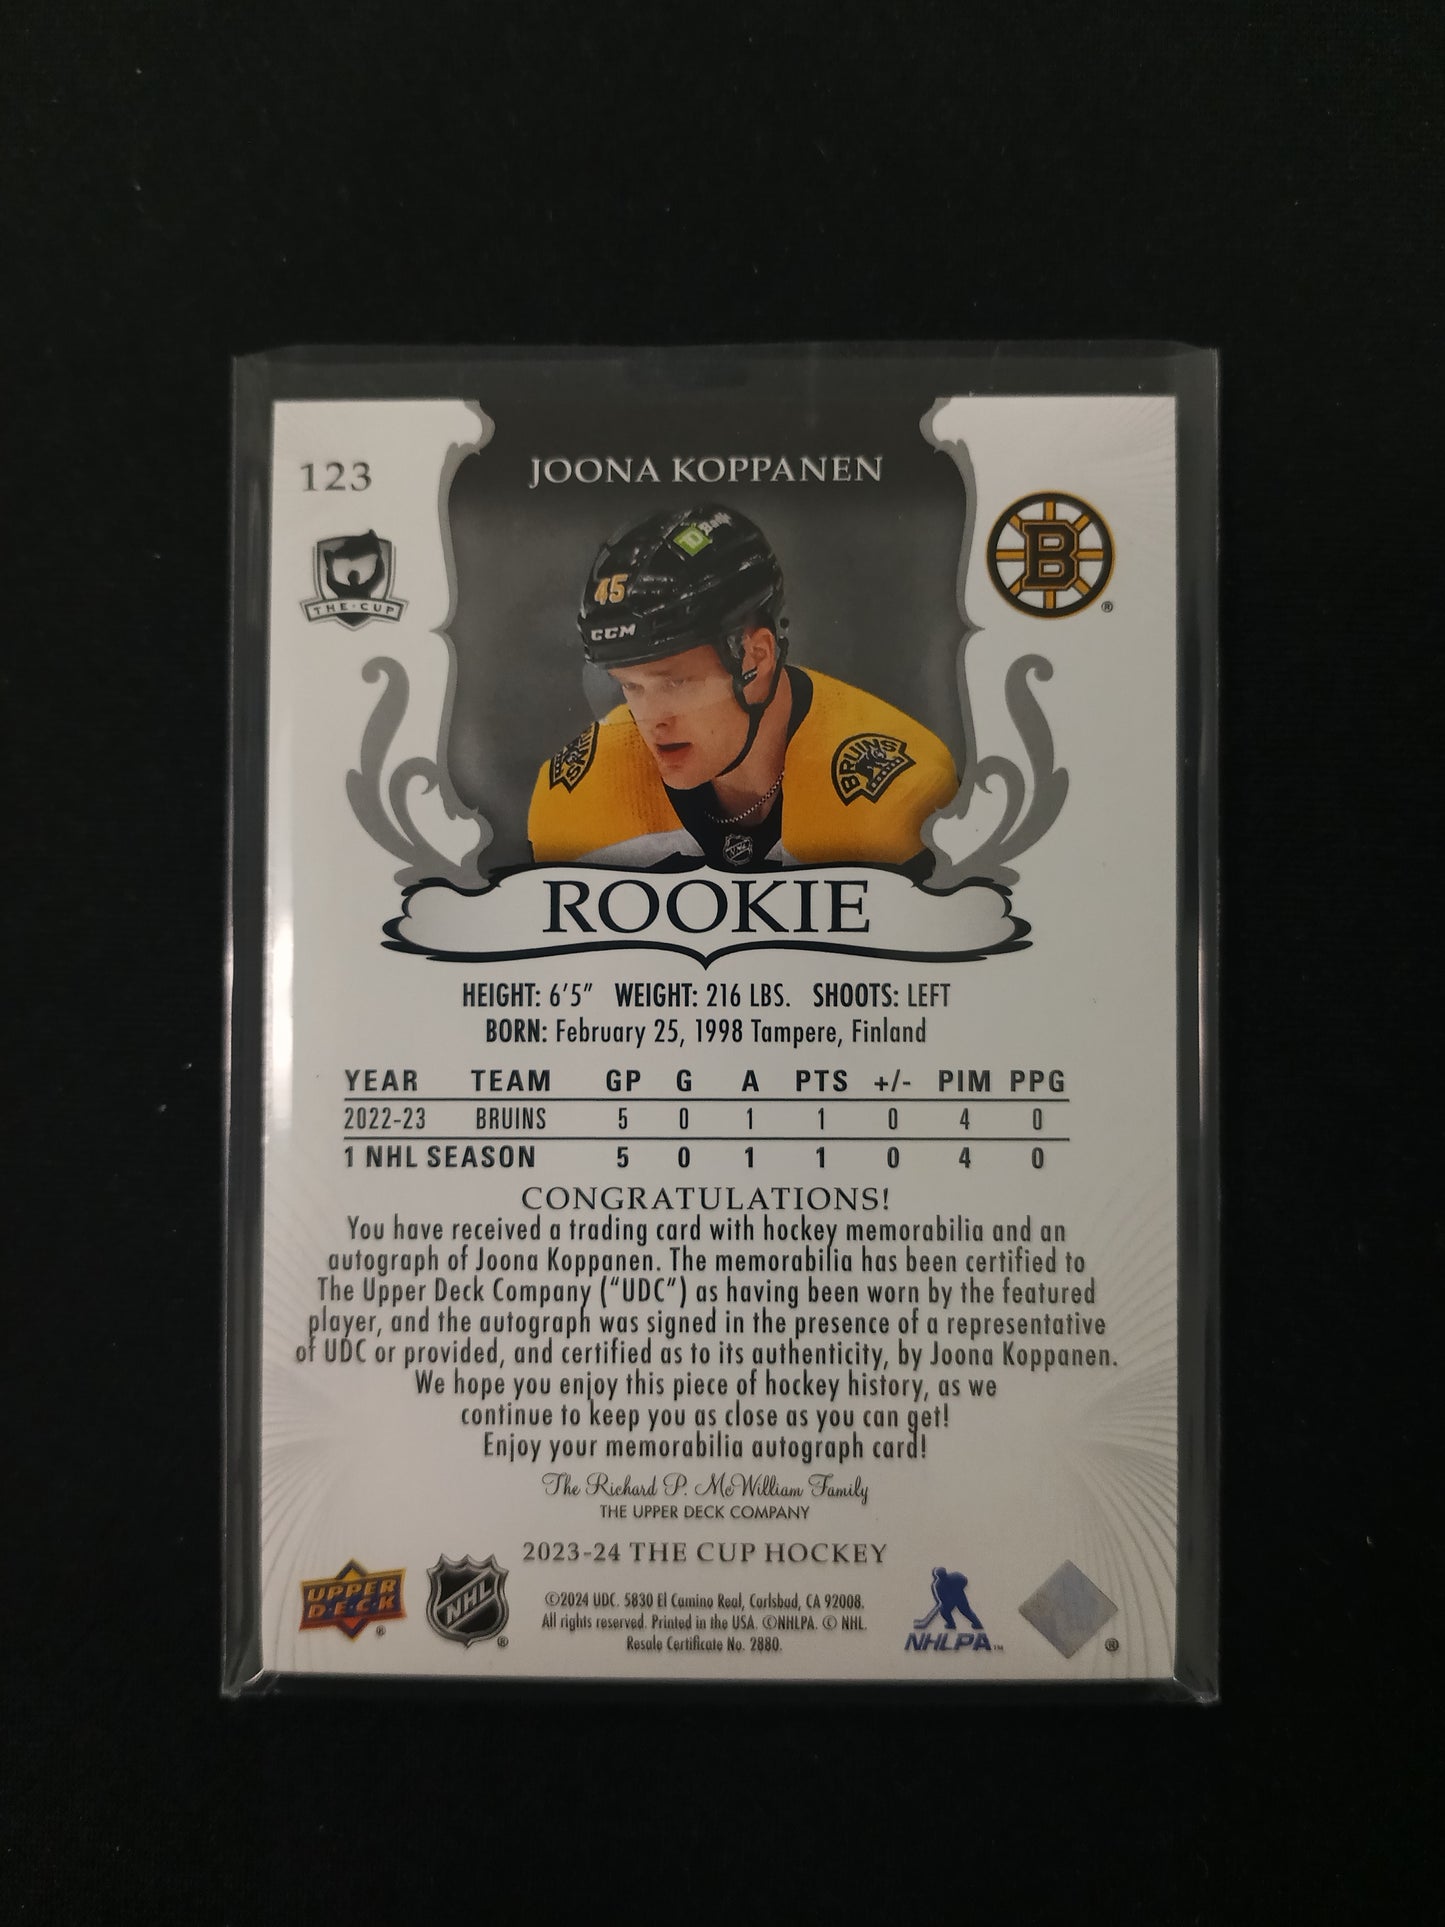 123
JOONA KOPPANEN
THE·CUP
B
®
TD Bank
45
CCM
BRUINS
BRUINS
NHL
ROOKIE
HEIGHT: 6'5" WEIGHT: 216 LBS. SHOOTS: LEFT
BORN: February 25, 1998 Tampere, Finland
YEAR TEAM GP G A PTS +/- PIM PPG
2022-23 BRUINS 5 0 1 1 0 4 0
1 NHL SEASON 5 0 1 1 0 4 0
CONGRATULATIONS!
You have received a trading card with hockey memorabilia and an
autograph of Joona Koppanen. The memorabilia has been certified to
The Upper Deck Company ("UDC") as having been worn by the featured
player, and the autograph was signed in the presence of a representative
of UDC or provided, and certified as to its authenticity, by Joona Koppanen.
We hope you enjoy this piece of hockey history, as we
continue to keep you as close as you can get!
Enjoy your memorabilia autograph card!
The Richard P. McWilliam Family
THE UPPER DECK COMPANY
2023-24 THE CUP HOCKEY
UPPER
D·E·C·K
®
NHL
®
©2024 UDC. 5830 El Camino Real, Carlsbad, CA 92008.
All rights reserved. Printed in the USA. ©NHLPA. © NHL.
Resale Certificate No. 2880.
NHLPA™
®